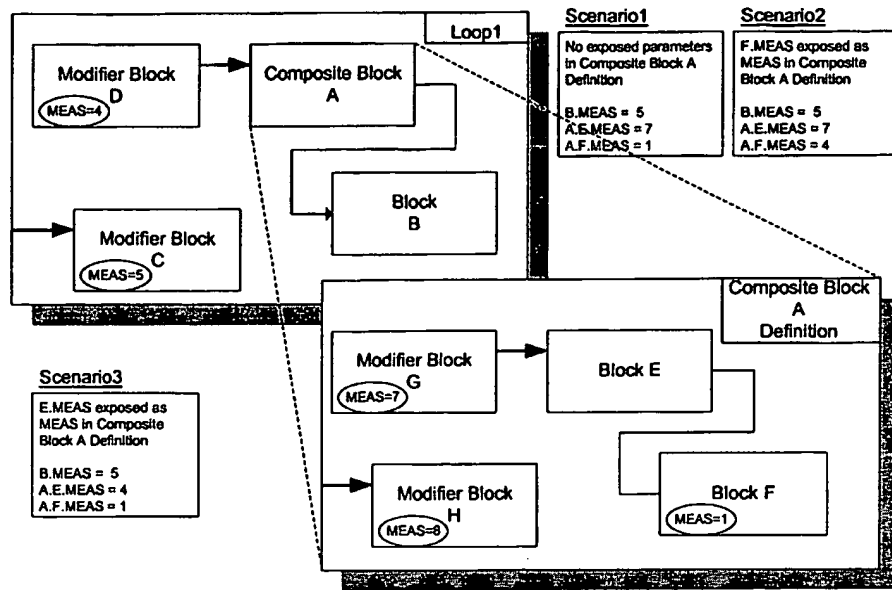 Loop1
Modifier Block
D
MEAS=4
Composite Block
A
Block
B
Modifier Block
C
MEAS=5
Scenario1
No exposed parameters
in Composite Block A
Definition
B.MEAS = 5
A.E.MEAS = 7
A.F.MEAS = 1
Scenario2
F.MEAS exposed as
MEAS in Composite
Block A Definition
B.MEAS = 5
A.E.MEAS = 7
A.F.MEAS = 4
Composite Block
A
Definition
Modifier Block
G
MEAS=7
Block E
Modifier Block
H
MEAS=8
Block F
MEAS=1
Scenario3
E.MEAS exposed as
MEAS in Composite
Block A Definition
B.MEAS = 5
A.E.MEAS = 4
A.F.MEAS = 1